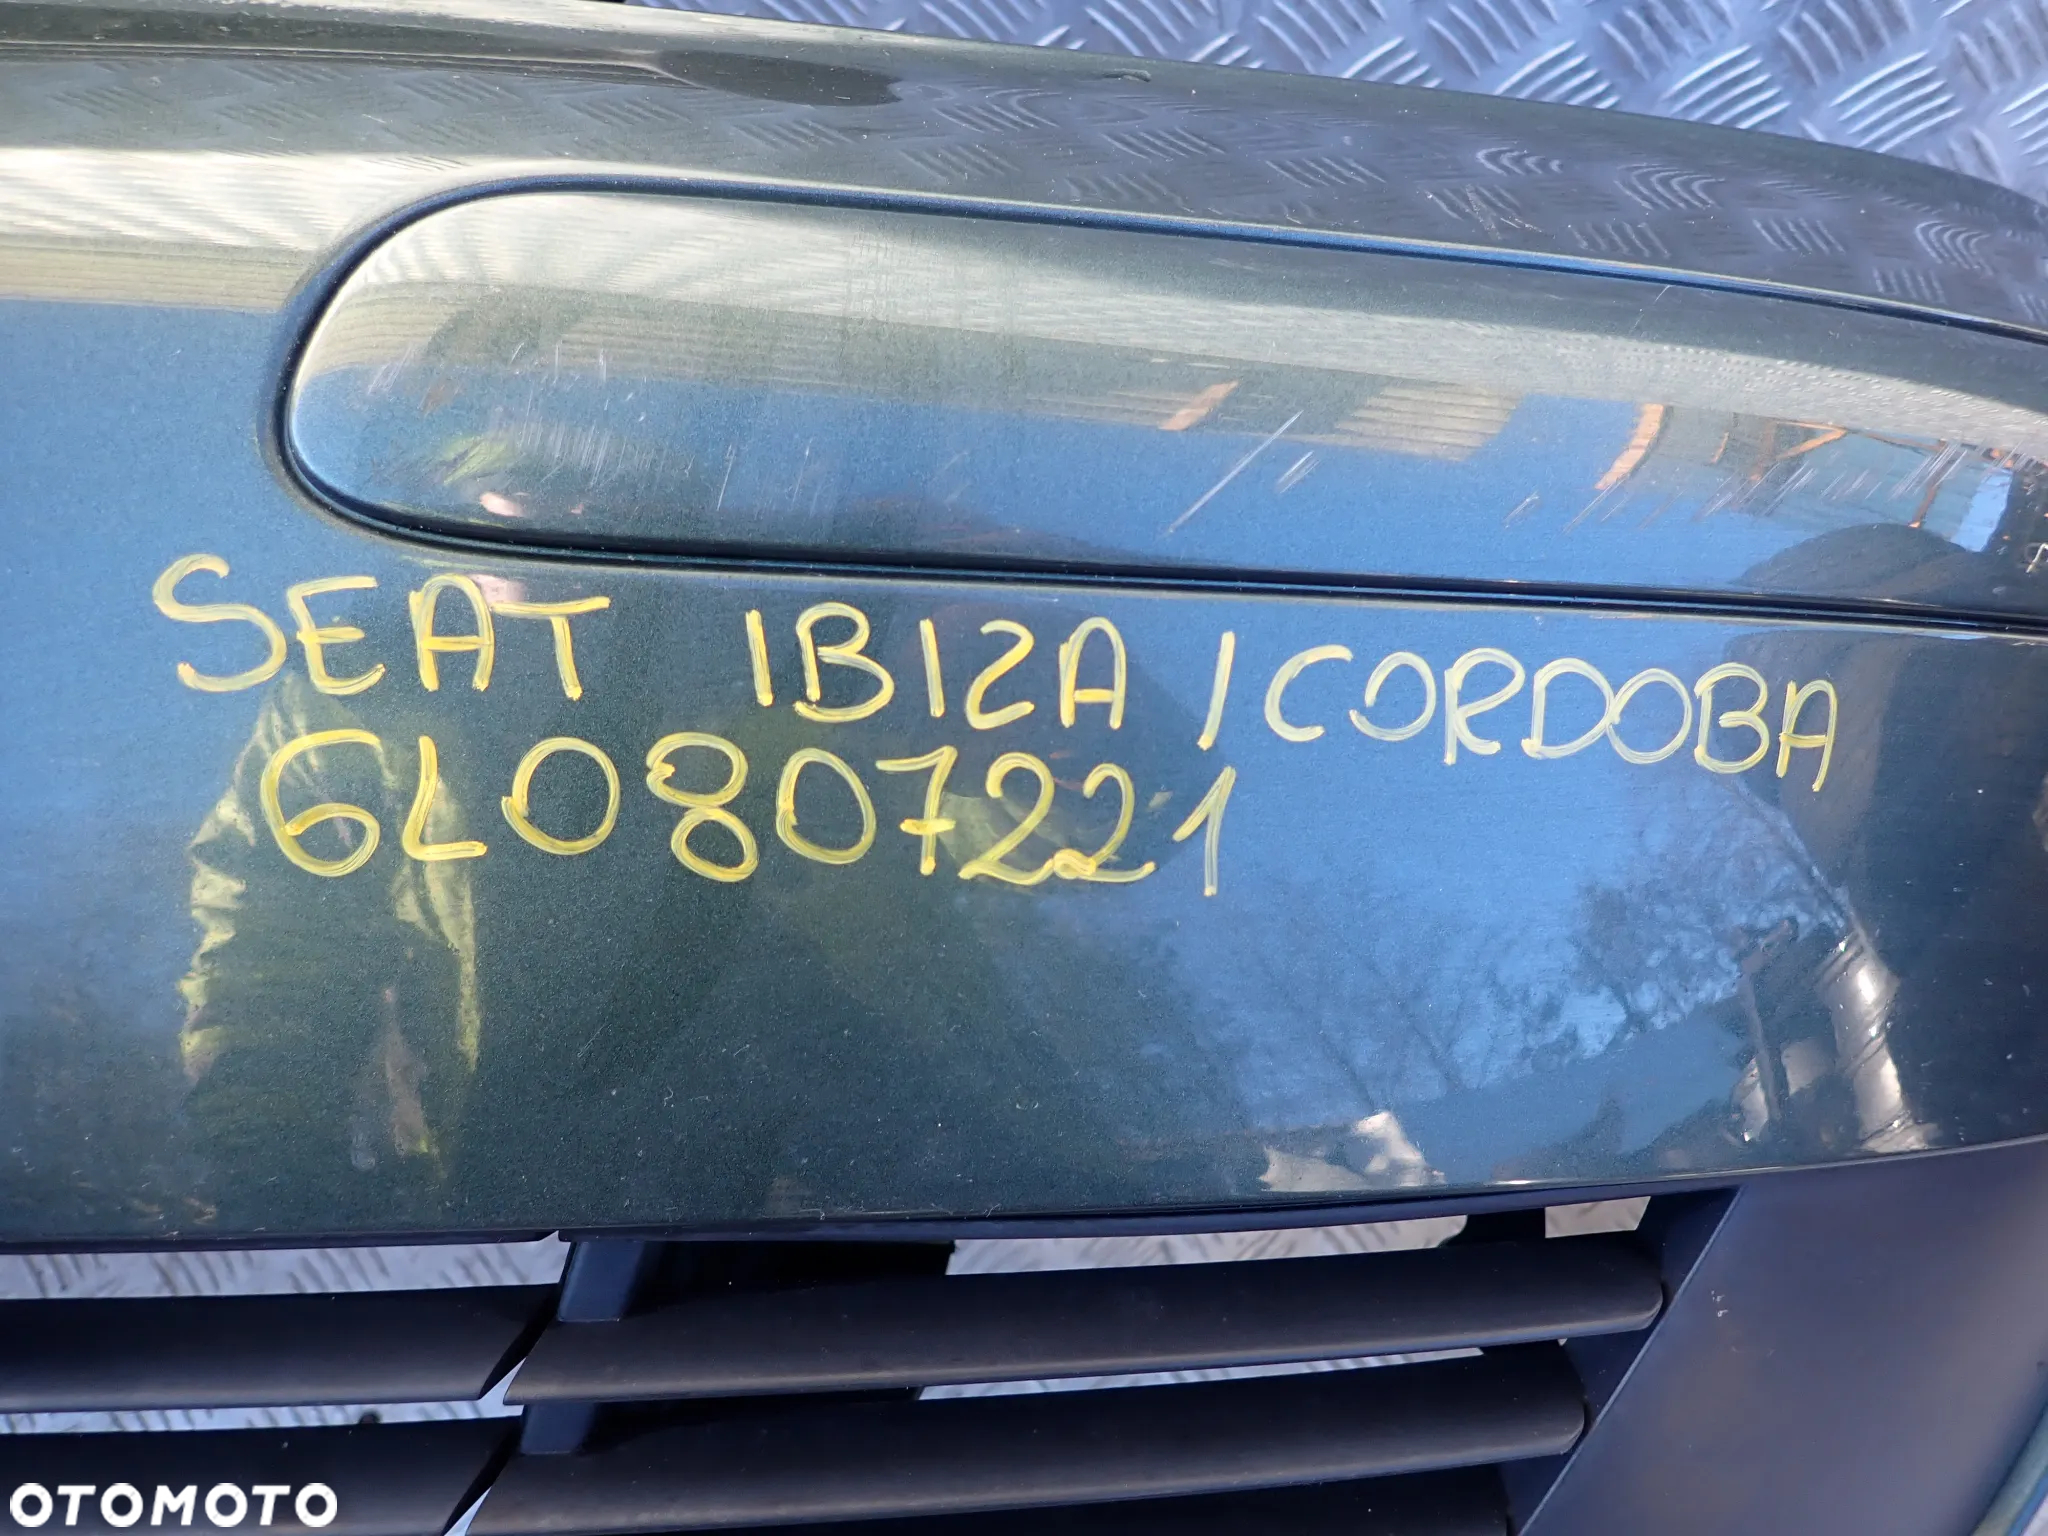 SEAT IBIZA / CORDOBA
6L0807221
OTOMOTO